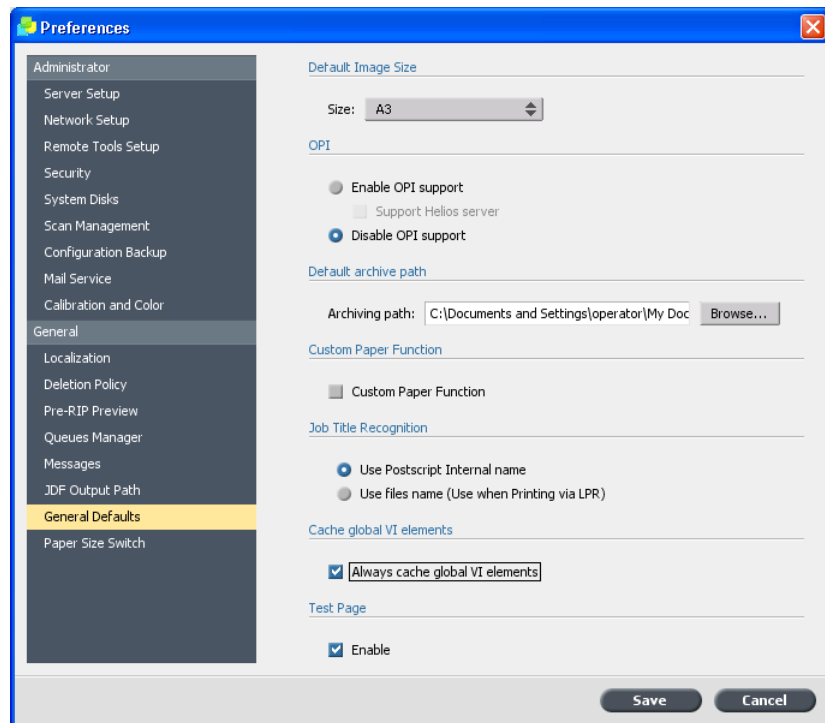 Preferences
Administrator
Server Setup
Network Setup
Remote Tools Setup
Security
System Disks
Scan Management
Configuration Backup
Mail Service
Calibration and Color
General
Localization
Deletion Policy
Pre-RIP Preview
Queues Manager
Messages
JDF Output Path
General Defaults
Paper Size Switch
Default Image Size
Size: A3
OPI
Enable OPI support
Support Helios server
Disable OPI support
Default archive path
Archiving path: C:\Documents and Settings\operator\My Doc Browse...
Custom Paper Function
Custom Paper Function
Job Title Recognition
Use Postscript Internal name
Use files name (Use when Printing via LPR)
Cache global VI elements
Always cache global VI elements
Test Page
Enable
Save Cancel